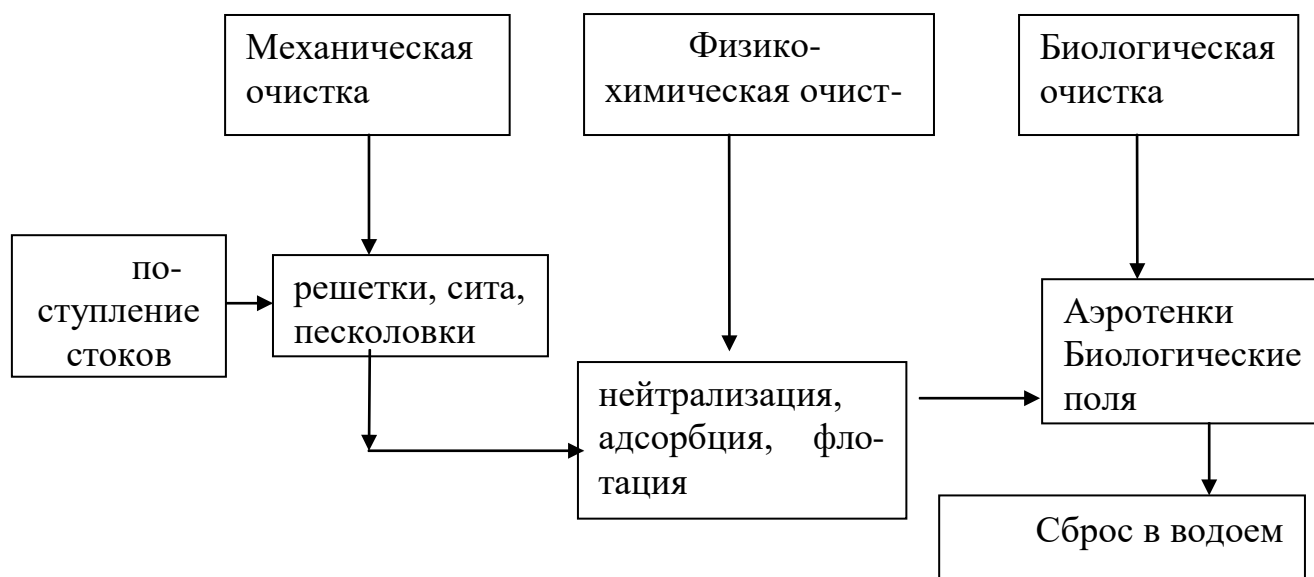 Механическая
очистка
Физико-
химическая очист-
Биологическая
очистка
по-
ступление
стоков
решетки, сита,
песколовки
нейтрализация,
адсорбция, фло-
тация
Аэротенки
Биологические
поля
Сброс в водоем